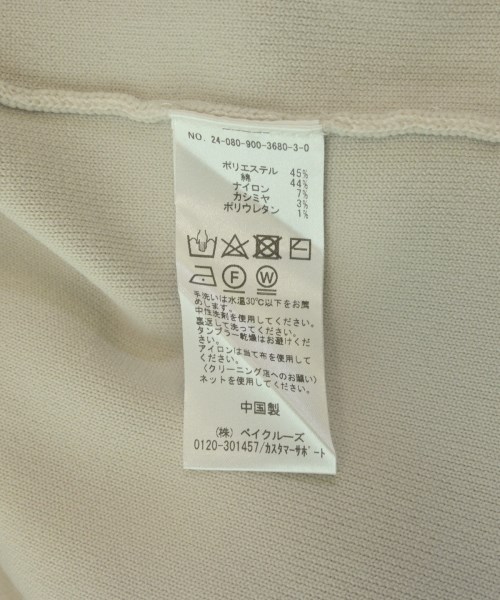 NO. 24-080-900-3680-3-0
ポリエステル 45%
綿 44%
ナイロン 7%
カシミヤ 3%
ポリウレタン 1%
F W
手洗いは水温30℃以下をお薦
めします。
中性洗剤を使用してください。
裏返して洗ってください。
タンブラー乾燥はお避けくだ
さい。
アイロンは当て布を使用して
ください。
〈クリーニング店へのお願い〉
ネットを使用してください。
中国製
(株) ベイクルーズ
0120-301457/カスタマーサポート